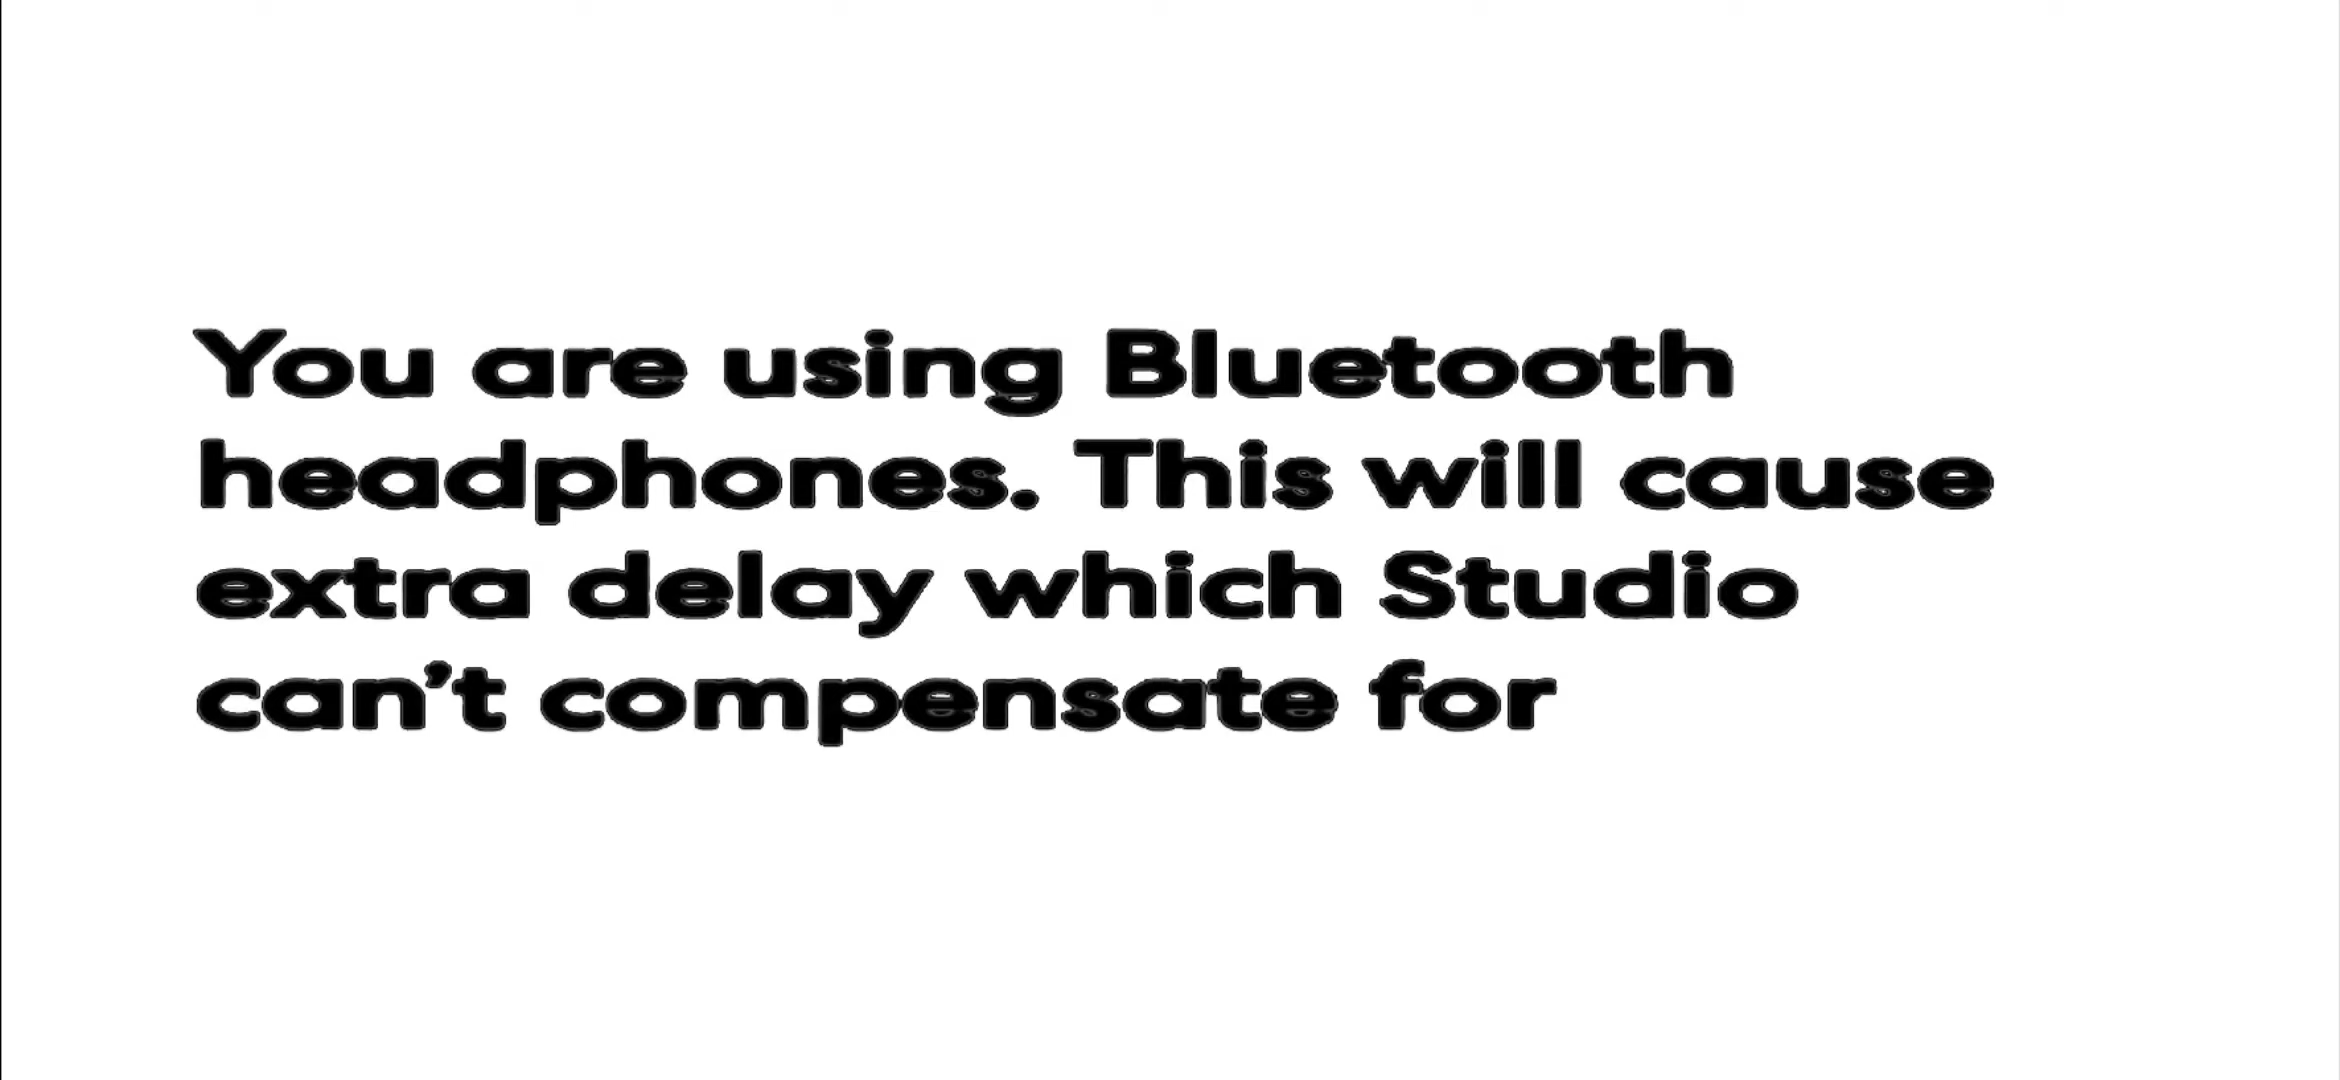 You are using Bluetooth
headphones. This will cause
extra delay which Studio
can’t compensate for